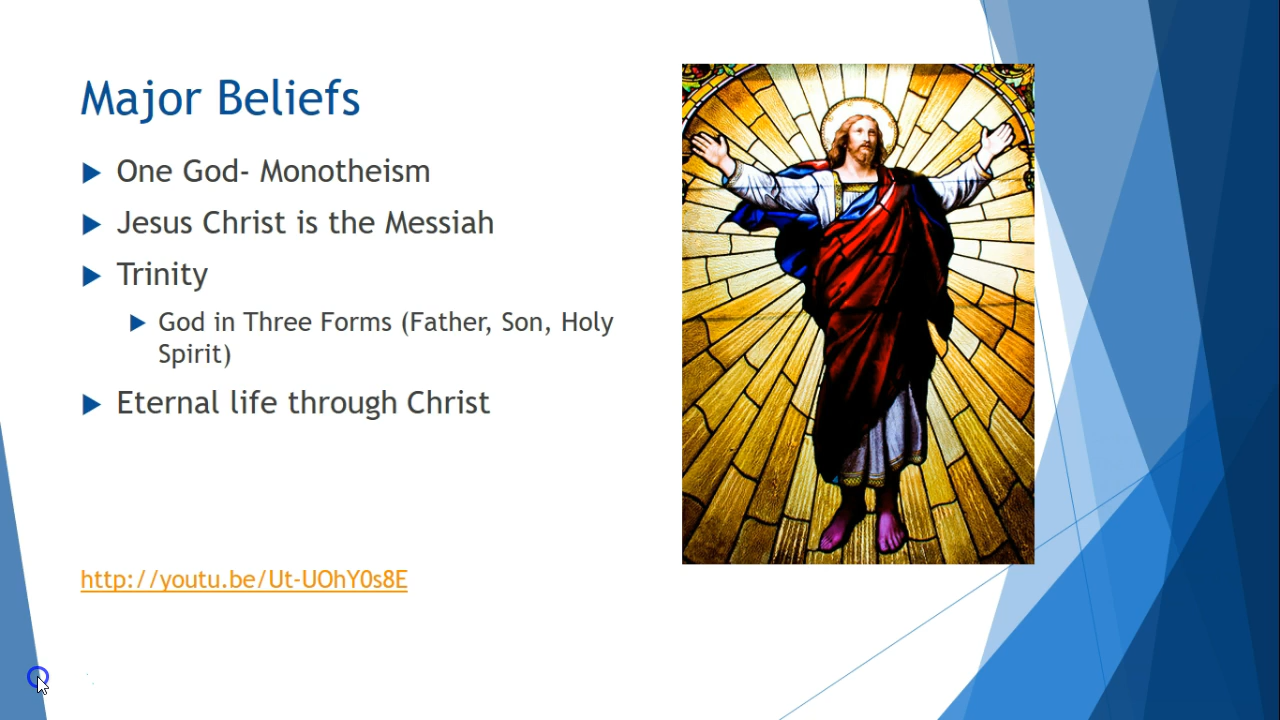 Major Beliefs
One God- Monotheism
Jesus Christ is the Messiah
Trinity
God in Three Forms (Father, Son, Holy
Spirit)
Eternal life through Christ
http://youtu.be/Ut-UOhY0s8E